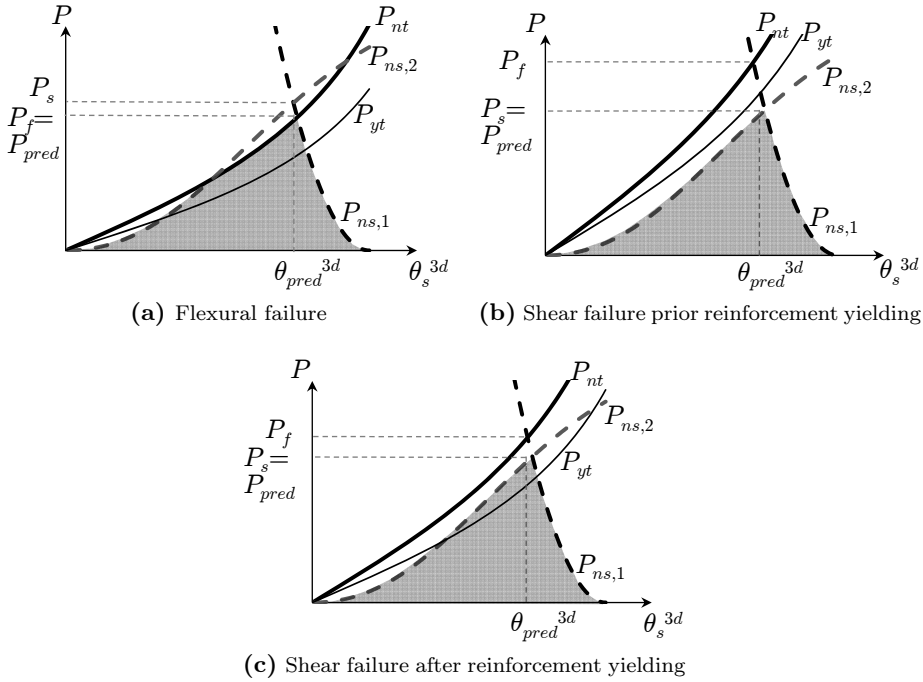 P
P_nt
P_ns,2
P_s
P_f=
P_pred
P_yt
P_ns,1
θ_pred^3d
θ_s^3d
(a) Flexural failure
P
P_nt
P_yt
P_f
P_ns,2
P_s=
P_pred
P_ns,1
θ_pred^3d
θ_s^3d
(b) Shear failure prior reinforcement yielding
P
P_nt
P_ns,2
P_f
P_s=
P_pred
P_yt
P_ns,1
θ_pred^3d
θ_s^3d
(c) Shear failure after reinforcement yielding